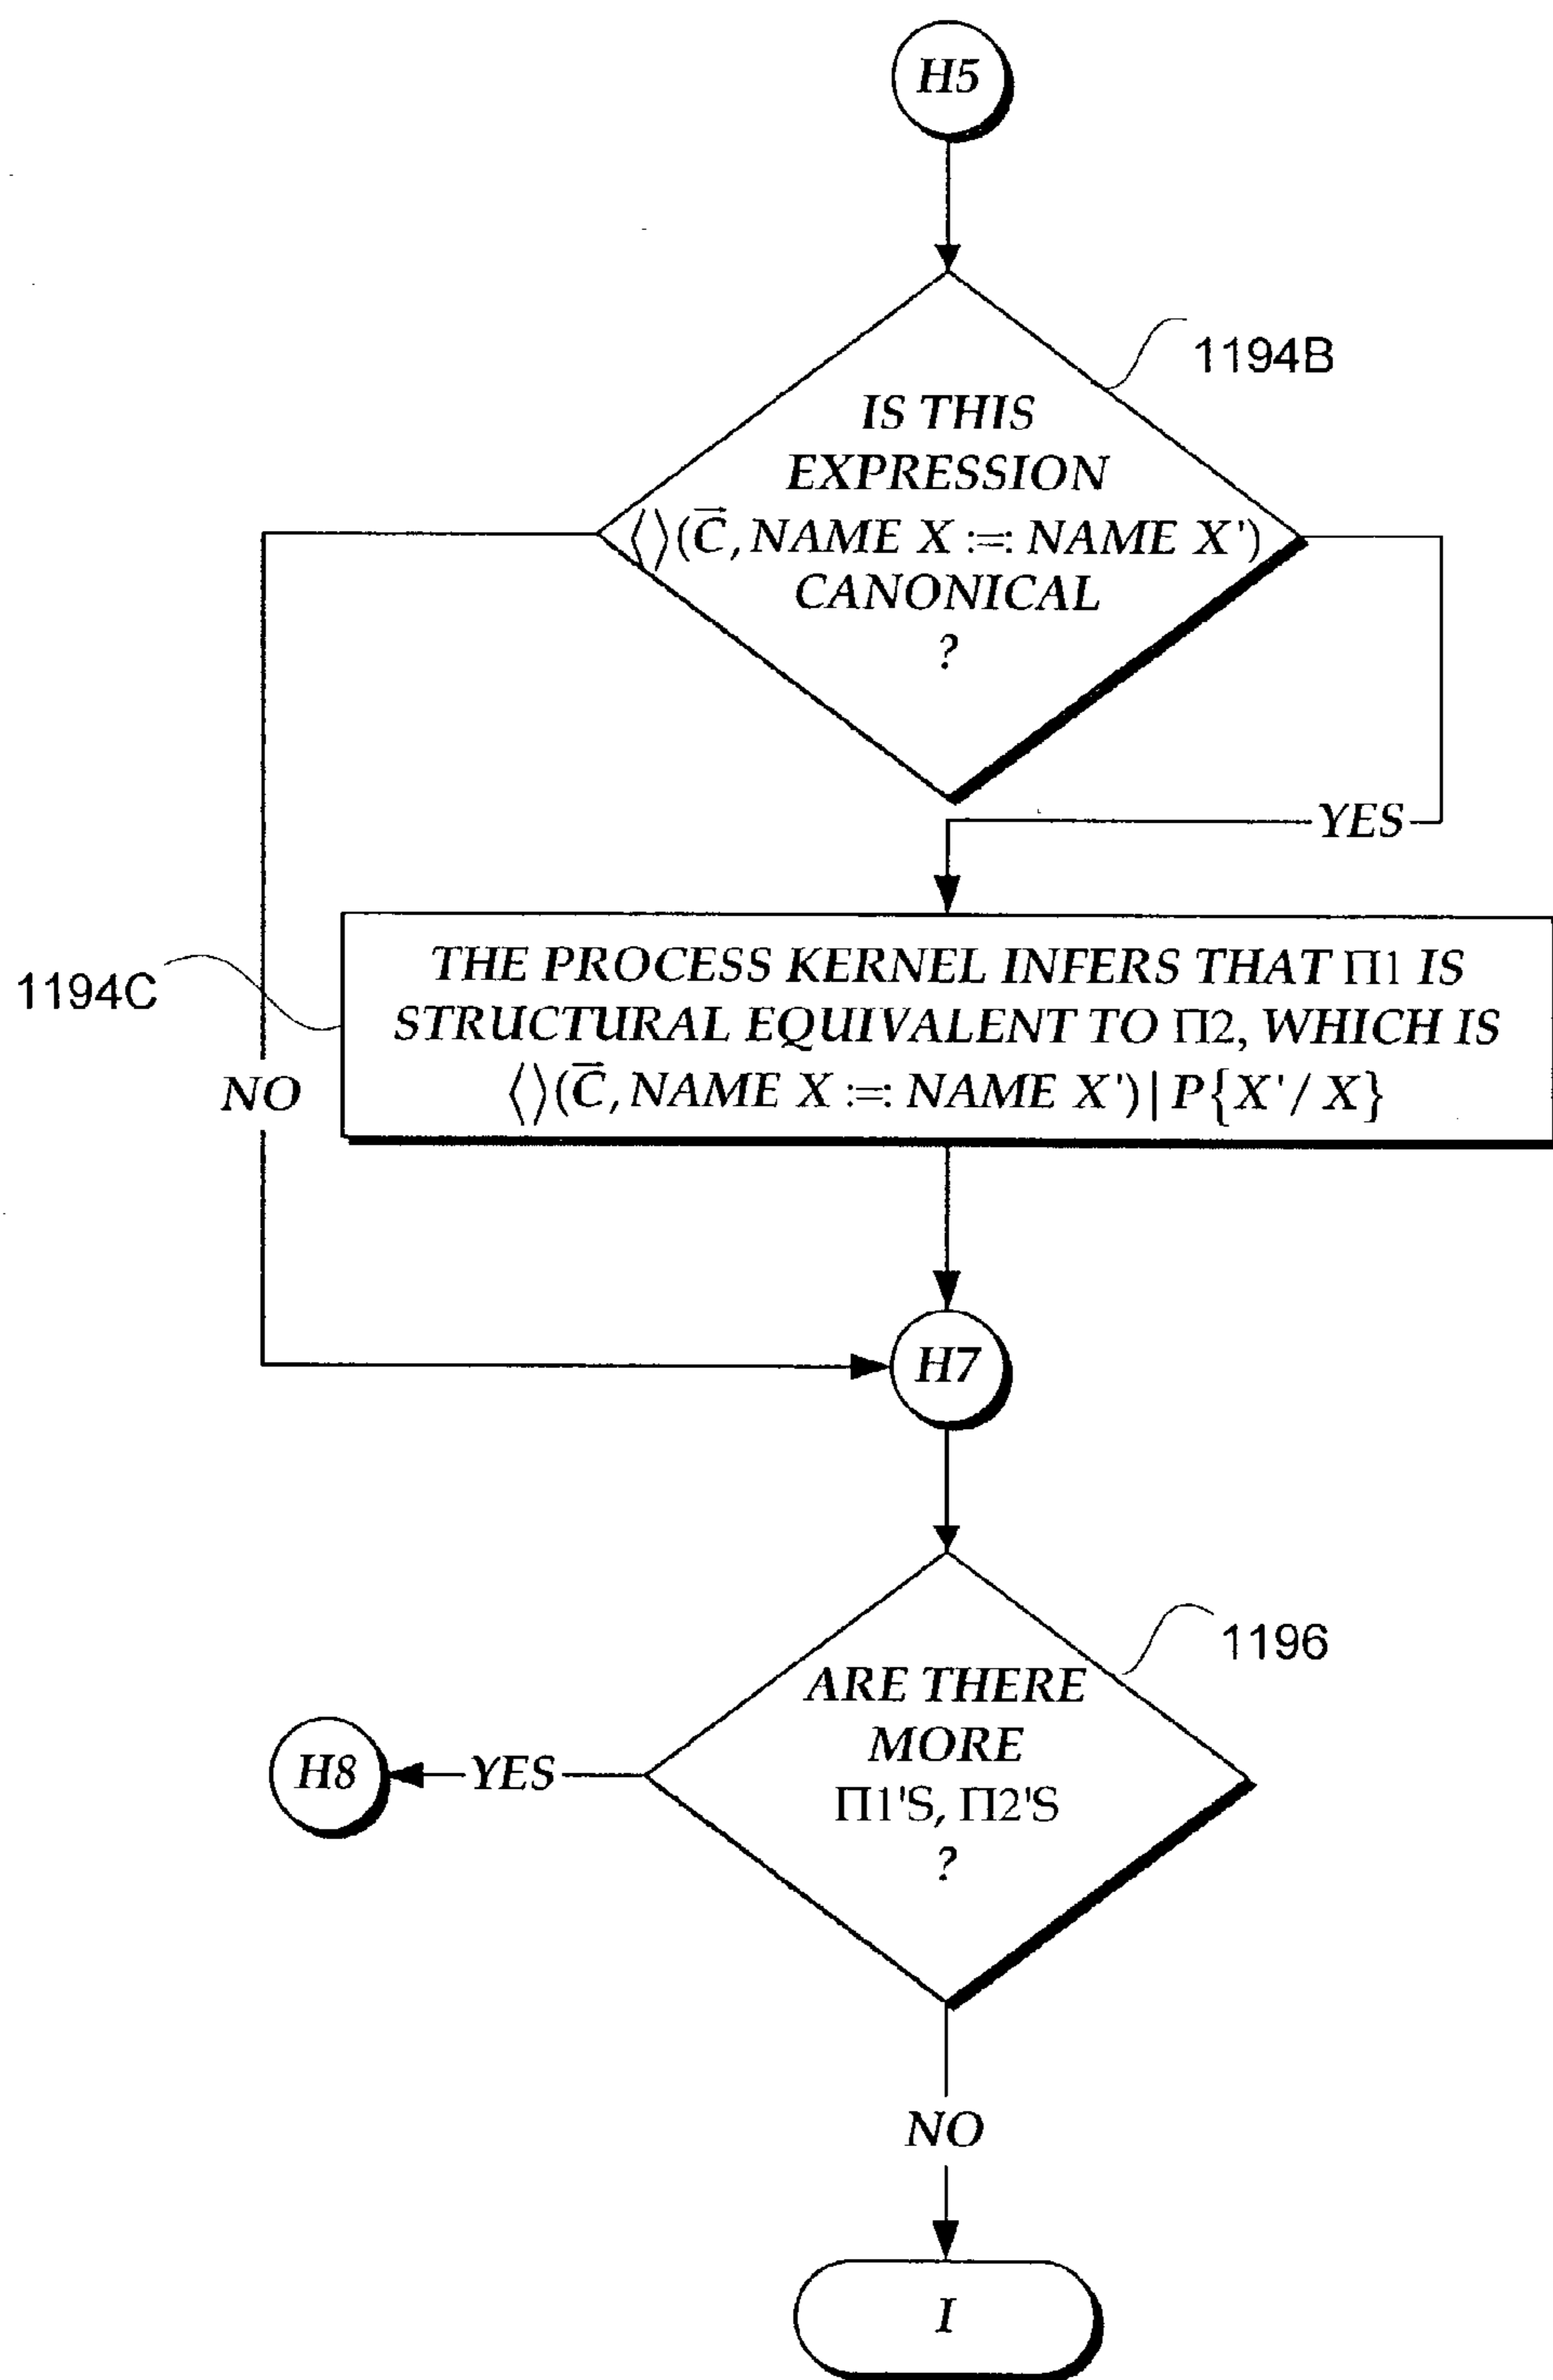 H5
1194B
IS THIS
EXPRESSION
⟨⟩(C⃗, NAME X :=: NAME X')
CANONICAL
?
YES
1194C
THE PROCESS KERNEL INFERS THAT Π1 IS
STRUCTURAL EQUIVALENT TO Π2, WHICH IS
⟨⟩(C⃗, NAME X :=: NAME X') | P{X'/X}
NO
H7
1196
ARE THERE
MORE
Π1'S, Π2'S
?
H8
YES
NO
I